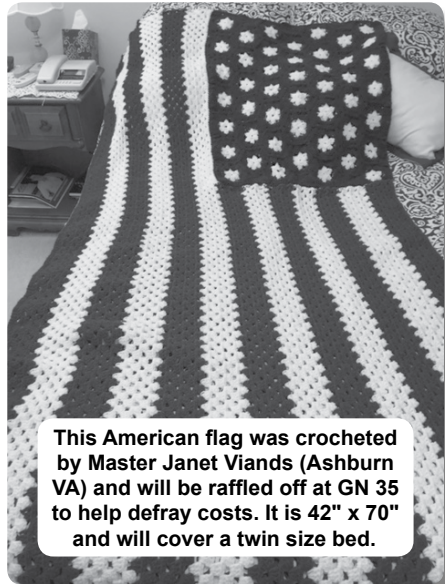 This American flag was crocheted
by Master Janet Viands (Ashburn
VA) and will be raffled off at GN 35
to help defray costs. It is 42" x 70"
and will cover a twin size bed.